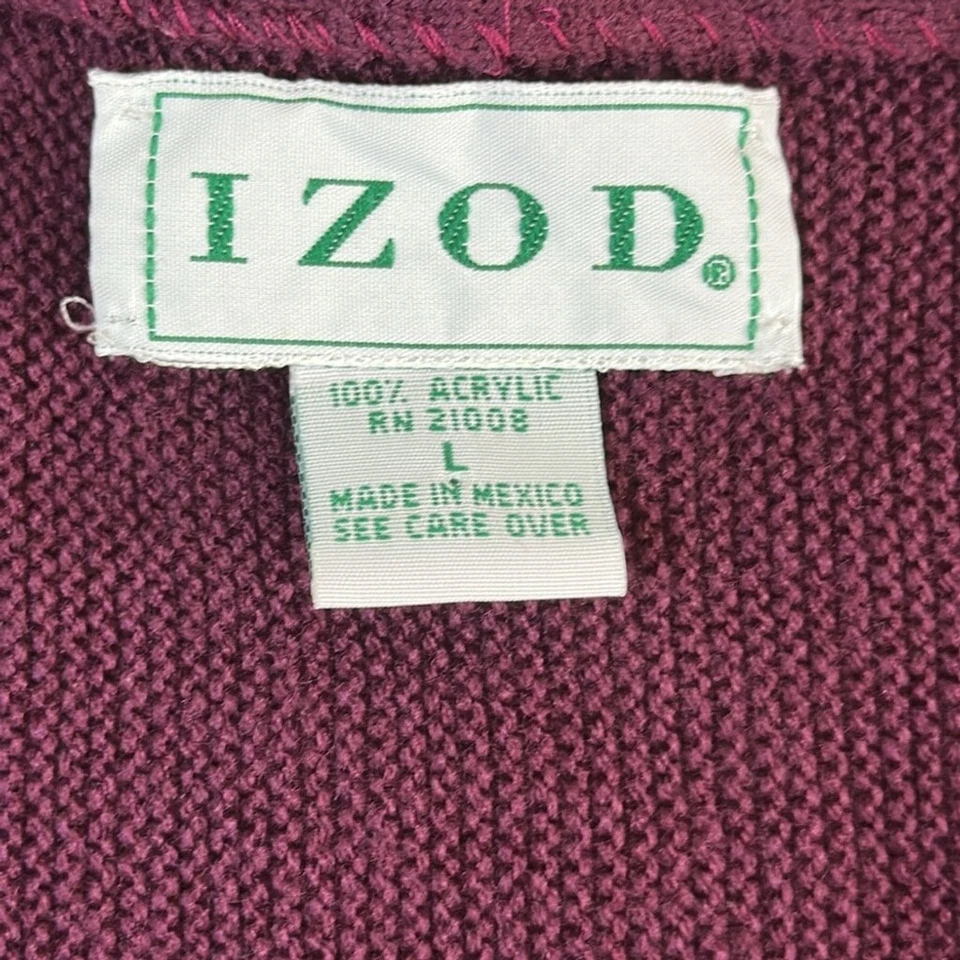 IZOD®
100% ACRYLIC
RN 21008
L
MADE IN MEXICO
SEE CARE OVER